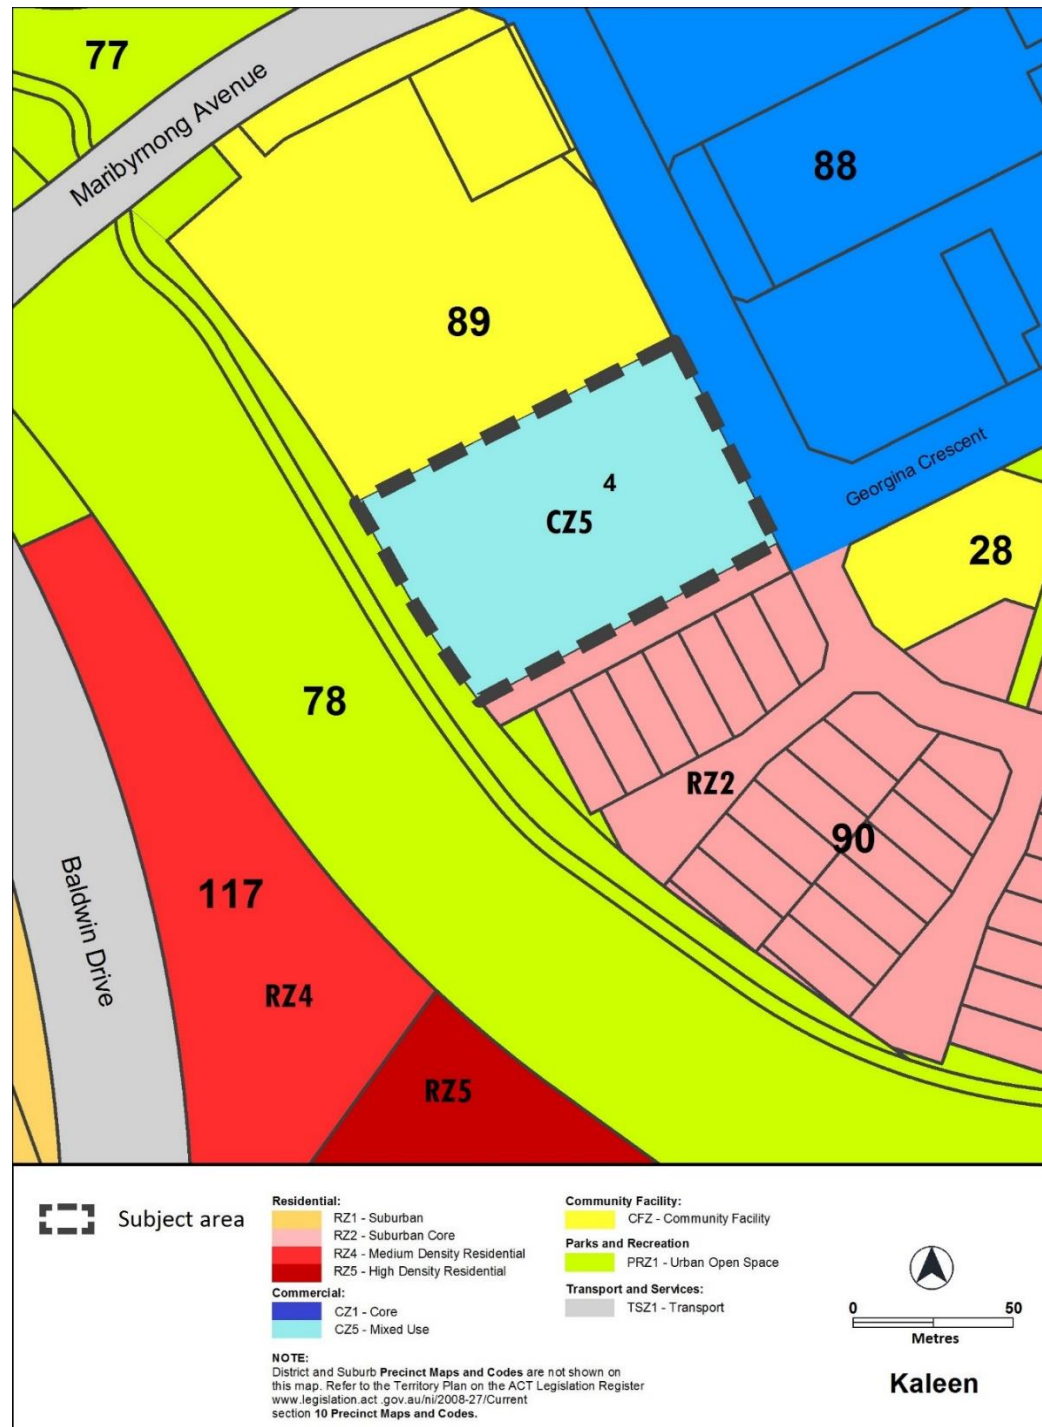 77
Maribyrnong Avenue
88
89
Georgina Crescent
4
CZ5
28
78
RZ2
90
117
Baldwin Drive
RZ4
RZ5
Subject area
Residential:
RZ1 - Suburban
RZ2 - Suburban Core
RZ4 - Medium Density Residential
RZ5 - High Density Residential
Commercial:
CZ1 - Core
CZ5 - Mixed Use
Community Facility:
CFZ - Community Facility
Parks and Recreation
PRZ1 - Urban Open Space
Transport and Services:
TSZ1 - Transport
NOTE:
District and Suburb Precinct Maps and Codes are not shown on
this map. Refer to the Territory Plan on the ACT Legislation Register
www.legislation.act .gov.au/ni/2008-27/Current
section 10 Precinct Maps and Codes.
0 50
Metres
Kaleen